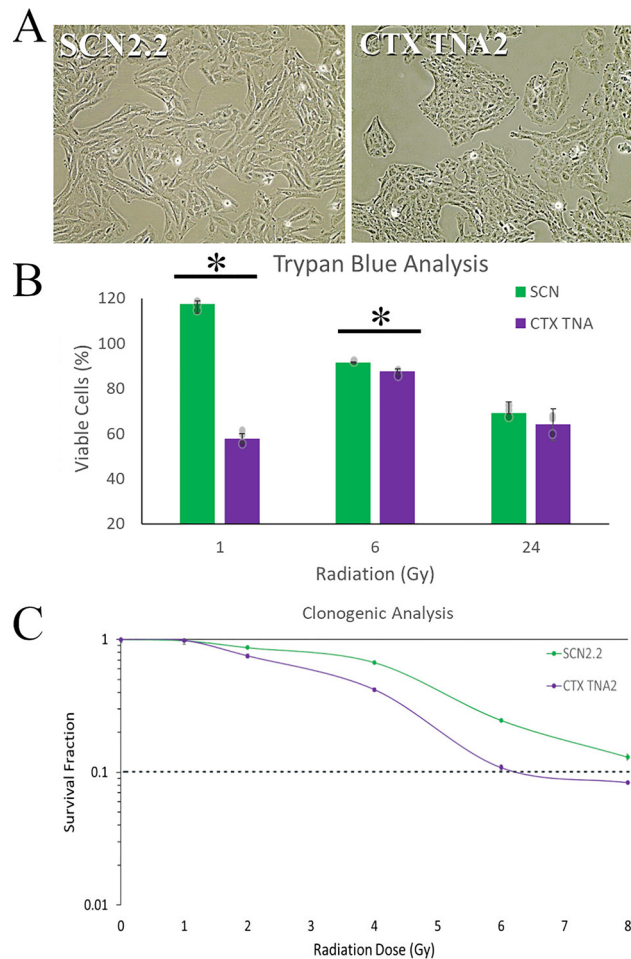 A
SCN2.2
CTX TNA2
B
*
*
Trypan Blue Analysis
SCN
CTX TNA
Viable Cells (%)
120
100
80
60
40
20
1
6
24
Radiation (Gy)
C
Clonogenic Analysis
SCN2.2
CTX TNA2
Survival Fraction
1
0.1
0.01
0
1
2
3
4
5
6
7
8
Radiation Dose (Gy)